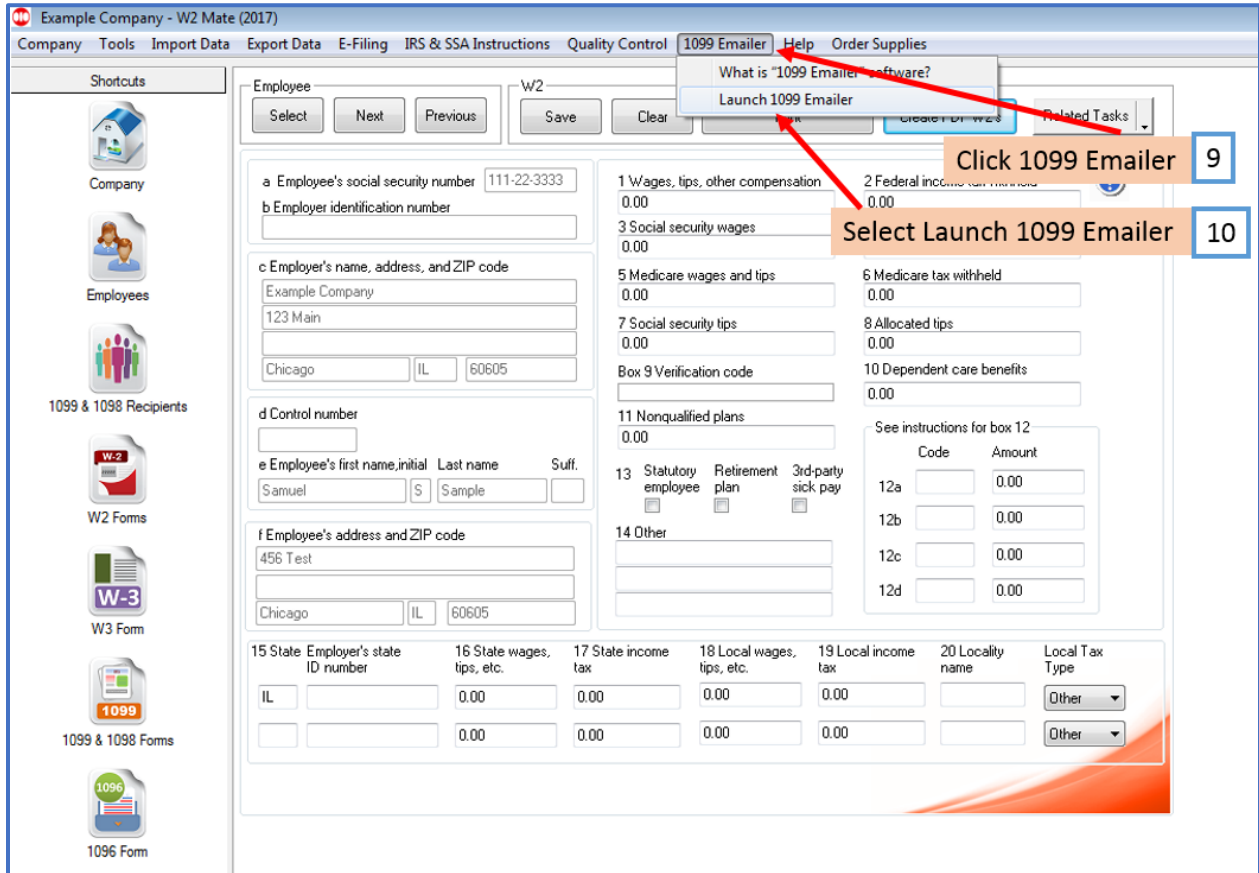 Example Company - W2 Mate (2017)
Company Tools Import Data Export Data E-Filing IRS & SSA Instructions Quality Control 1099 Emailer Help Order Supplies
What is "1099 Emailer" software?
Launch 1099 Emailer
Shortcuts
Company
Employees
1099 & 1098 Recipients
W-2
W2 Forms
W-3
W3 Form
1099
1099 & 1098 Forms
1096
1096 Form
Employee
Select Next Previous
W2
Save Clear Create PDF W2's Related Tasks
Click 1099 Emailer 9
Select Launch 1099 Emailer 10
a Employee's social security number 111-22-3333
b Employer identification number
c Employer's name, address, and ZIP code
Example Company
123 Main
Chicago IL 60605
d Control number
e Employee's first name,initial Last name Suff.
Samuel S Sample
f Employee's address and ZIP code
456 Test
Chicago IL 60605
1 Wages, tips, other compensation 2 Federal income tax withheld
0.00 0.00
3 Social security wages
0.00
5 Medicare wages and tips 6 Medicare tax withheld
0.00 0.00
7 Social security tips 8 Allocated tips
0.00 0.00
Box 9 Verification code 10 Dependent care benefits
0.00
11 Nonqualified plans
0.00
See instructions for box 12
Code Amount
12a 0.00
12b 0.00
12c 0.00
12d 0.00
13 Statutory employee Retirement plan 3rd-party sick pay
14 Other
15 State Employer's state ID number 16 State wages, tips, etc. 17 State income tax 18 Local wages, tips, etc. 19 Local income tax 20 Locality name Local Tax Type
IL 0.00 0.00 0.00 0.00 Other
0.00 0.00 0.00 0.00 Other